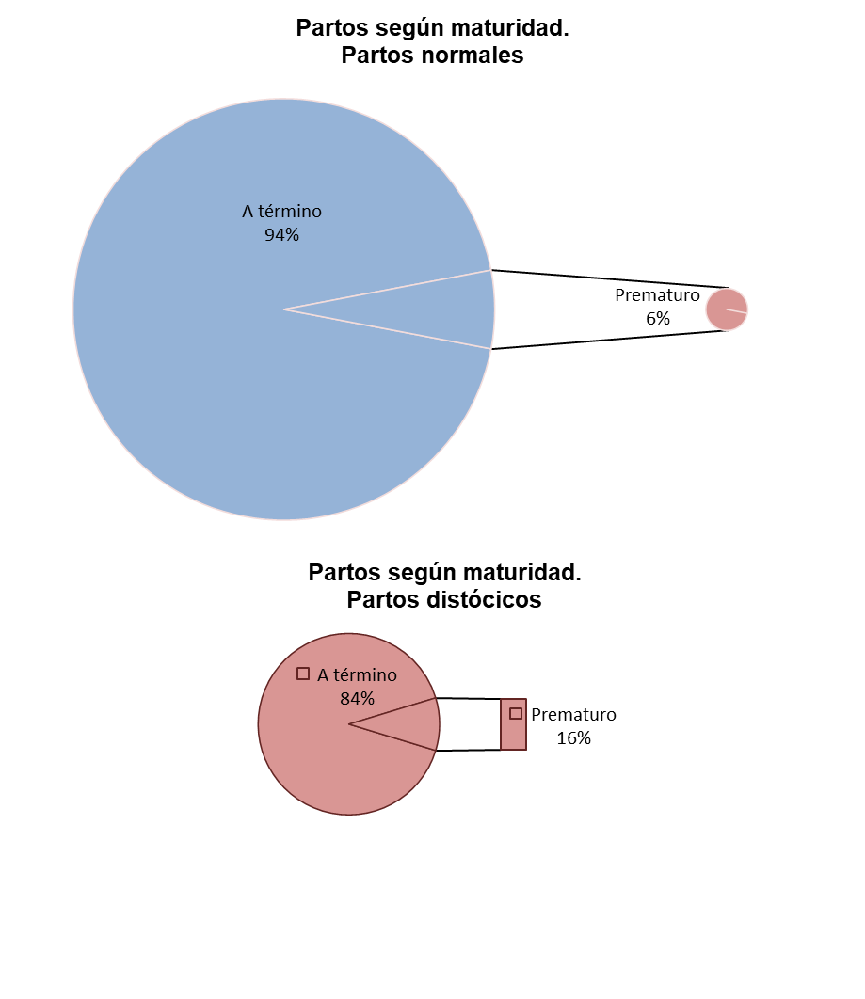 Partos según maturidad.
Partos normales
A término
94%
Prematuro
6%
Partos según maturidad.
Partos distócicos
A término
84%
Prematuro
16%